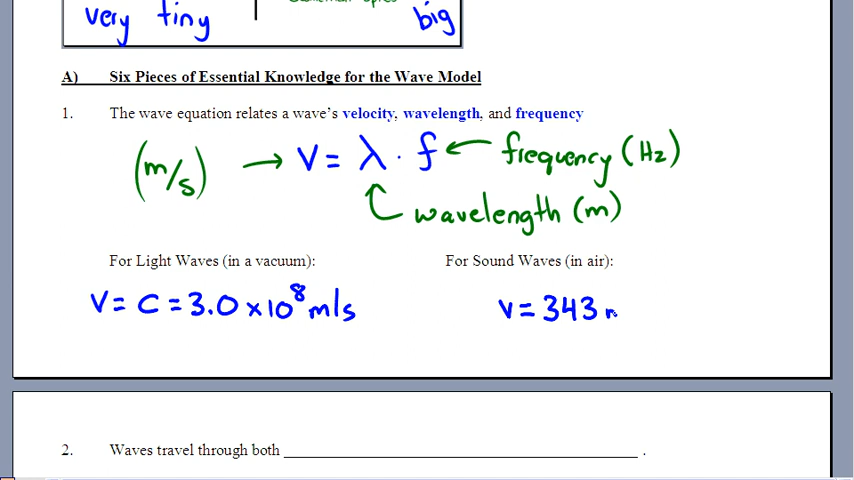 very tiny
big
A) Six Pieces of Essential Knowledge for the Wave Model
1. The wave equation relates a wave's velocity, wavelength, and frequency
(m/s) → v = λ · f ← frequency (Hz)
wavelength (m)
For Light Waves (in a vacuum): For Sound Waves (in air):
v = c = 3.0 × 10⁸ m/s v = 343
2. Waves travel through both ________________ .